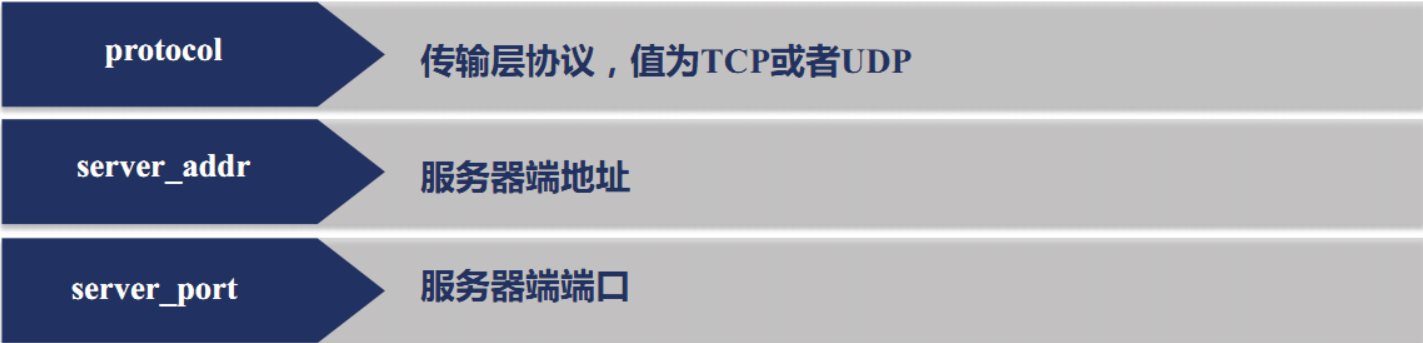 protocol
传输层协议，值为TCP或者UDP
server_addr
服务器端地址
server_port
服务器端端口